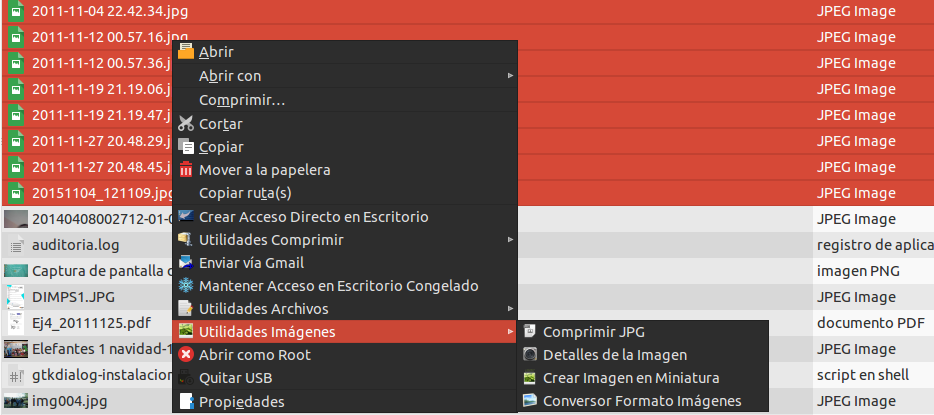 2011-11-04 22.42.34.jpg JPEG Image
2011-11-12 00.57.16.jpg JPEG Image
2011-11-12 00.57.36.j JPEG Image
2011-11-19 21.19.06.j JPEG Image
2011-11-19 21.19.47.j JPEG Image
2011-11-27 20.48.29.j JPEG Image
2011-11-27 20.48.45.j JPEG Image
20151104_121109.jpg JPEG Image
20140408002712-01-0 JPEG Image
auditoria.log registro de aplica
Captura de pantalla d imagen PNG
DIMPS1.JPG JPEG Image
Ej4_20111125.pdf documento PDF
Elefantes 1 navidad-1 JPEG Image
gtkdialog-instalacion script en shell
img004.jpg JPEG Image
Abrir
Abrir con
Comprimir...
Cortar
Copiar
Mover a la papelera
Copiar ruta(s)
Crear Acceso Directo en Escritorio
Utilidades Comprimir
Enviar vía Gmail
Mantener Acceso en Escritorio Congelado
Utilidades Archivos
Utilidades Imágenes
Abrir como Root
Quitar USB
Propiedades
Comprimir JPG
Detalles de la Imagen
Crear Imagen en Miniatura
Conversor Formato Imágenes